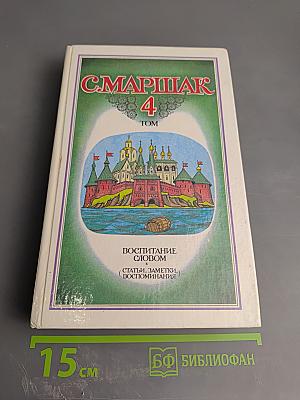 С.МАРШАК
4
ТОМ
ВОСПИТАНИЕ
СЛОВОМ
(СТАТЬИ, ЗАМЕТКИ,
ВОСПОМИНАНИЯ)
15 см
БФ БИБЛИОФАН